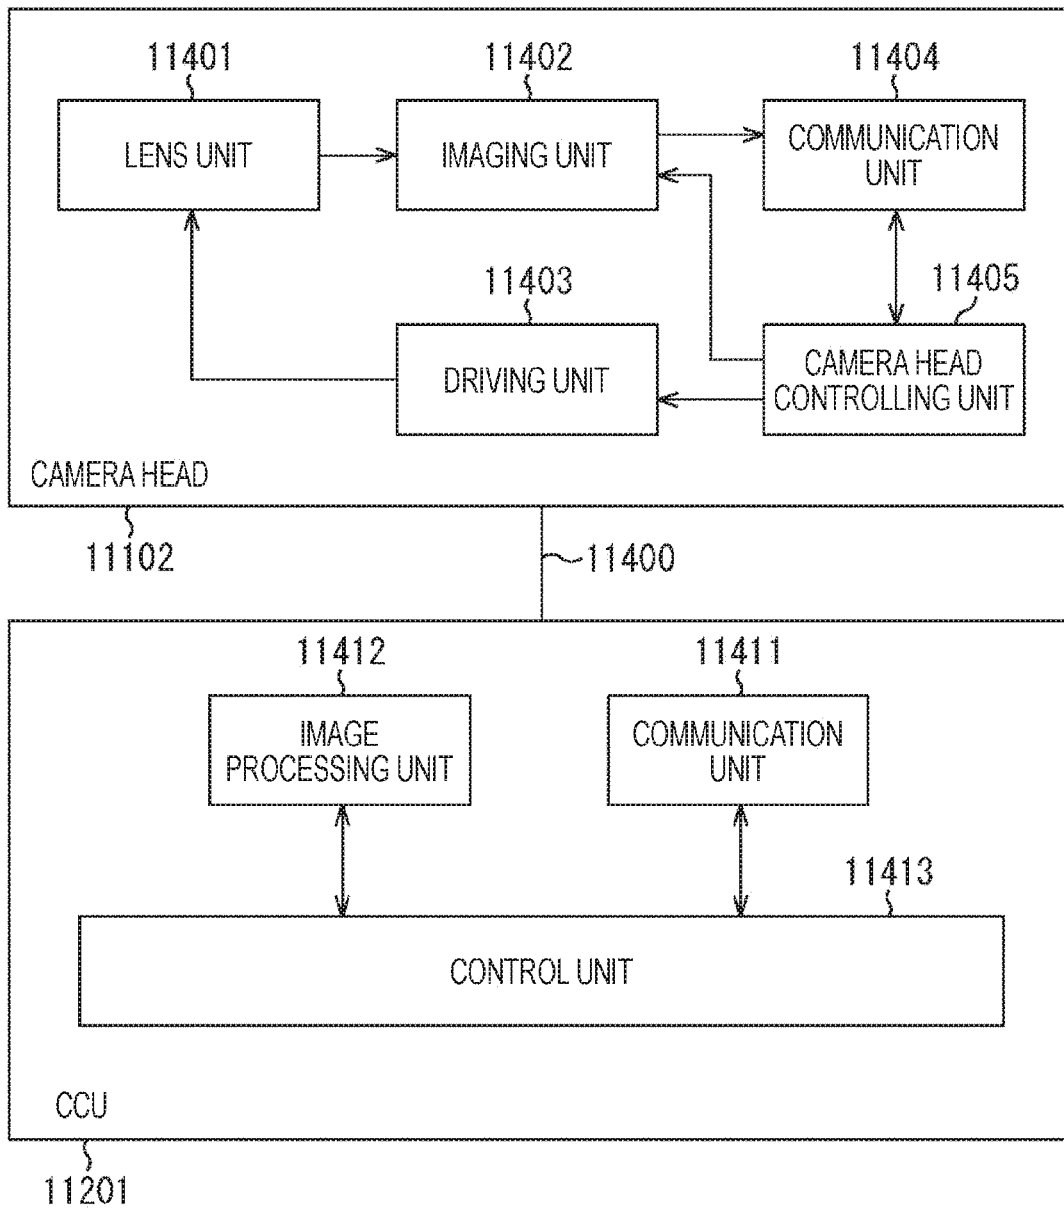 11401
11402
11404
LENS UNIT
IMAGING UNIT
COMMUNICATION
UNIT
11403
11405
DRIVING UNIT
CAMERA HEAD
CONTROLLING UNIT
CAMERA HEAD
11102
11400
11412
11411
IMAGE
PROCESSING UNIT
COMMUNICATION
UNIT
11413
CONTROL UNIT
CCU
11201